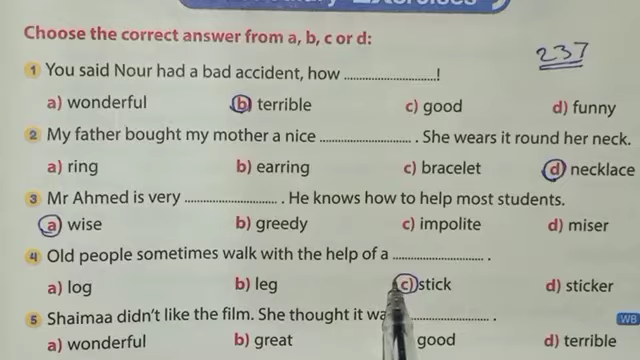 Exercises
Choose the correct answer from a, b, c or d:
237
1 You said Nour had a bad accident, how ........................!
a) wonderful b) terrible c) good d) funny
2 My father bought my mother a nice ........................ . She wears it round her neck.
a) ring b) earring c) bracelet d) necklace
3 Mr Ahmed is very ........................ . He knows how to help most students.
a) wise b) greedy c) impolite d) miser
4 Old people sometimes walk with the help of a ........................ .
a) log b) leg c) stick d) sticker
5 Shaimaa didn't like the film. She thought it wa ........................ .
W8
a) wonderful b) great good d) terrible